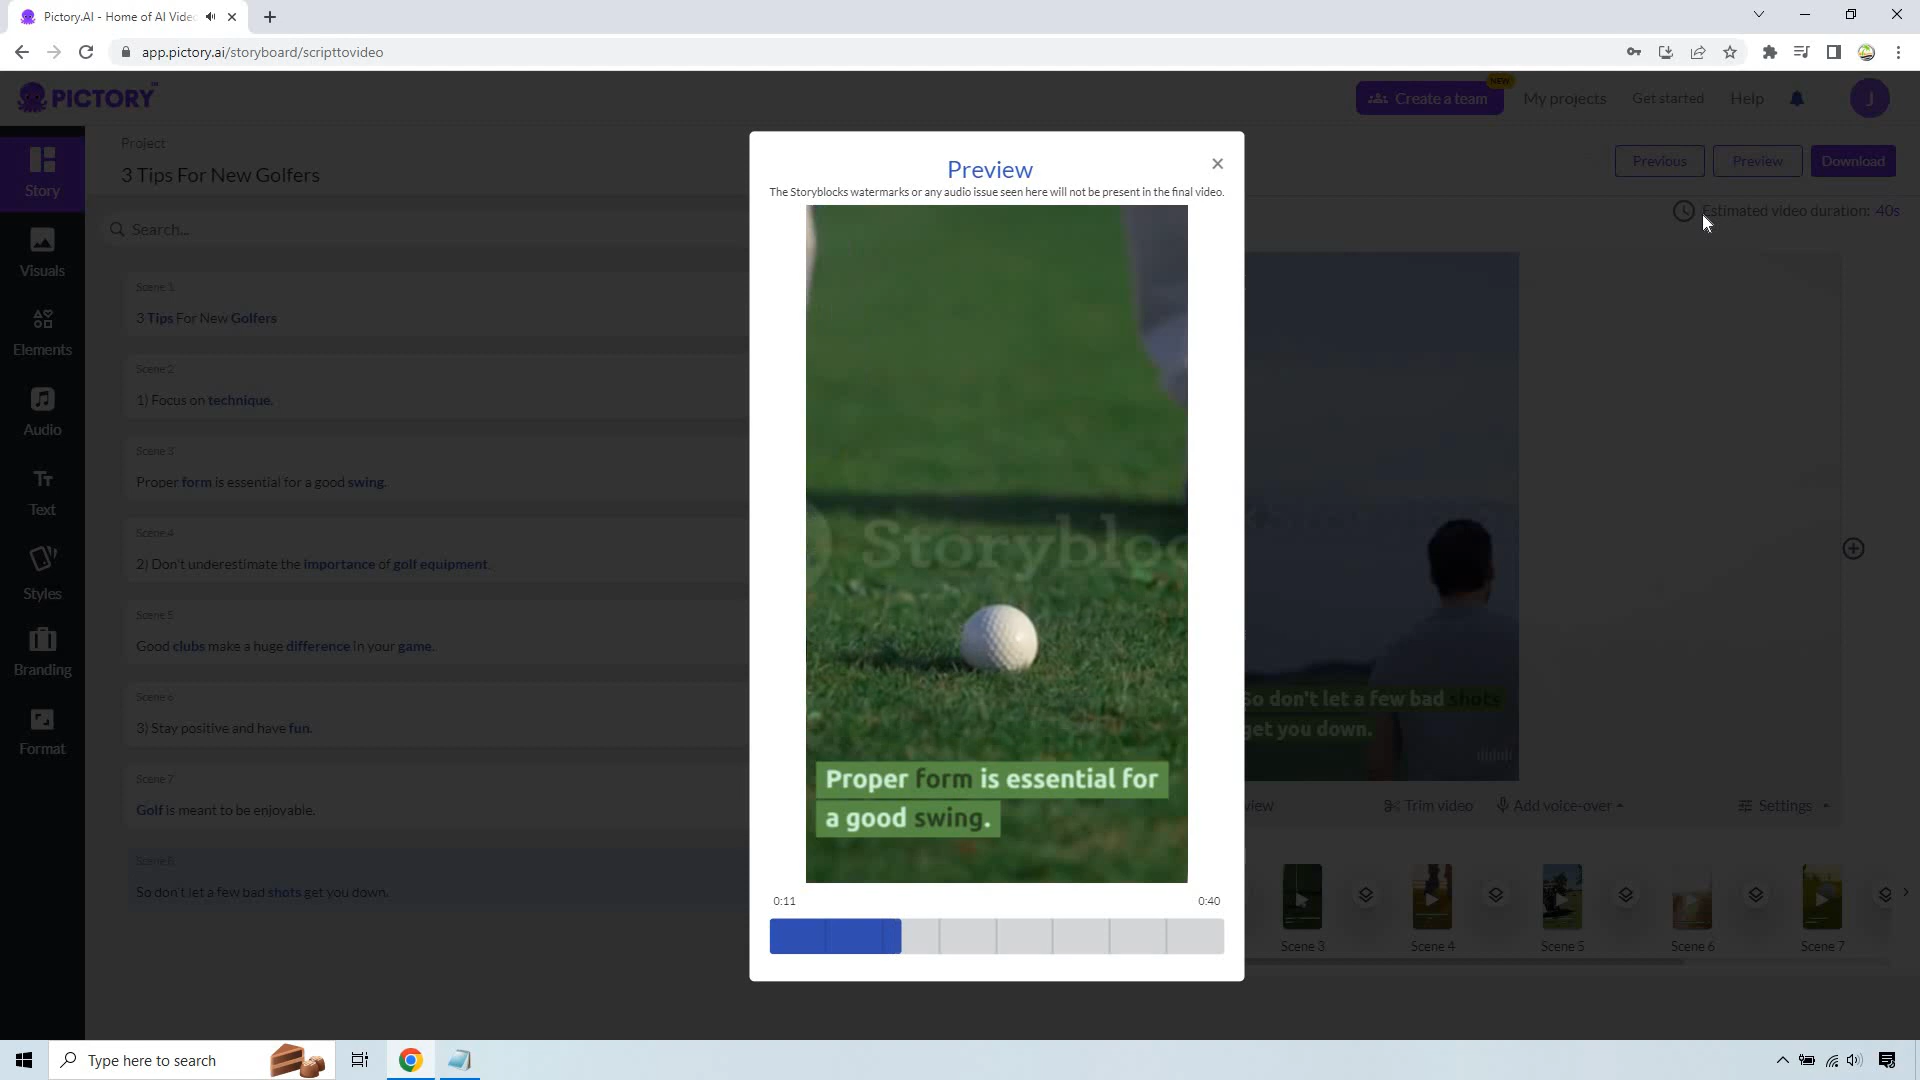 Pictory.AI - Home of AI Video
app.pictory.ai/storyboard/scripttovideo
PICTORY
Create a team
NEW
My projects
Get started
Help
J
Story
Visuals
Elements
Audio
Text
Styles
Branding
Format
Project
3 Tips For New Golfers
Previous
Preview
Download
Estimated video duration: 40s
Search...
Scene 1
3 Tips For New Golfers
Scene 2
1) Focus on technique.
Scene 3
Proper form is essential for a good swing.
Scene 4
2) Don't underestimate the importance of golf equipment.
Scene 5
Good clubs make a huge difference in your game.
Scene 6
3) Stay positive and have fun.
Scene 7
Golf is meant to be enjoyable.
Scene 8
So don't let a few bad shots get you down.
Preview
The Storyblocks watermarks or any audio issue seen here will not be present in the final video.
Storybloc
Proper form is essential for
a good swing.
0:11
0:40
So don't let a few bad shots
get you down.
Trim video
Add voice-over
Settings
Scene 3
Scene 4
Scene 5
Scene 6
Scene 7
Type here to search